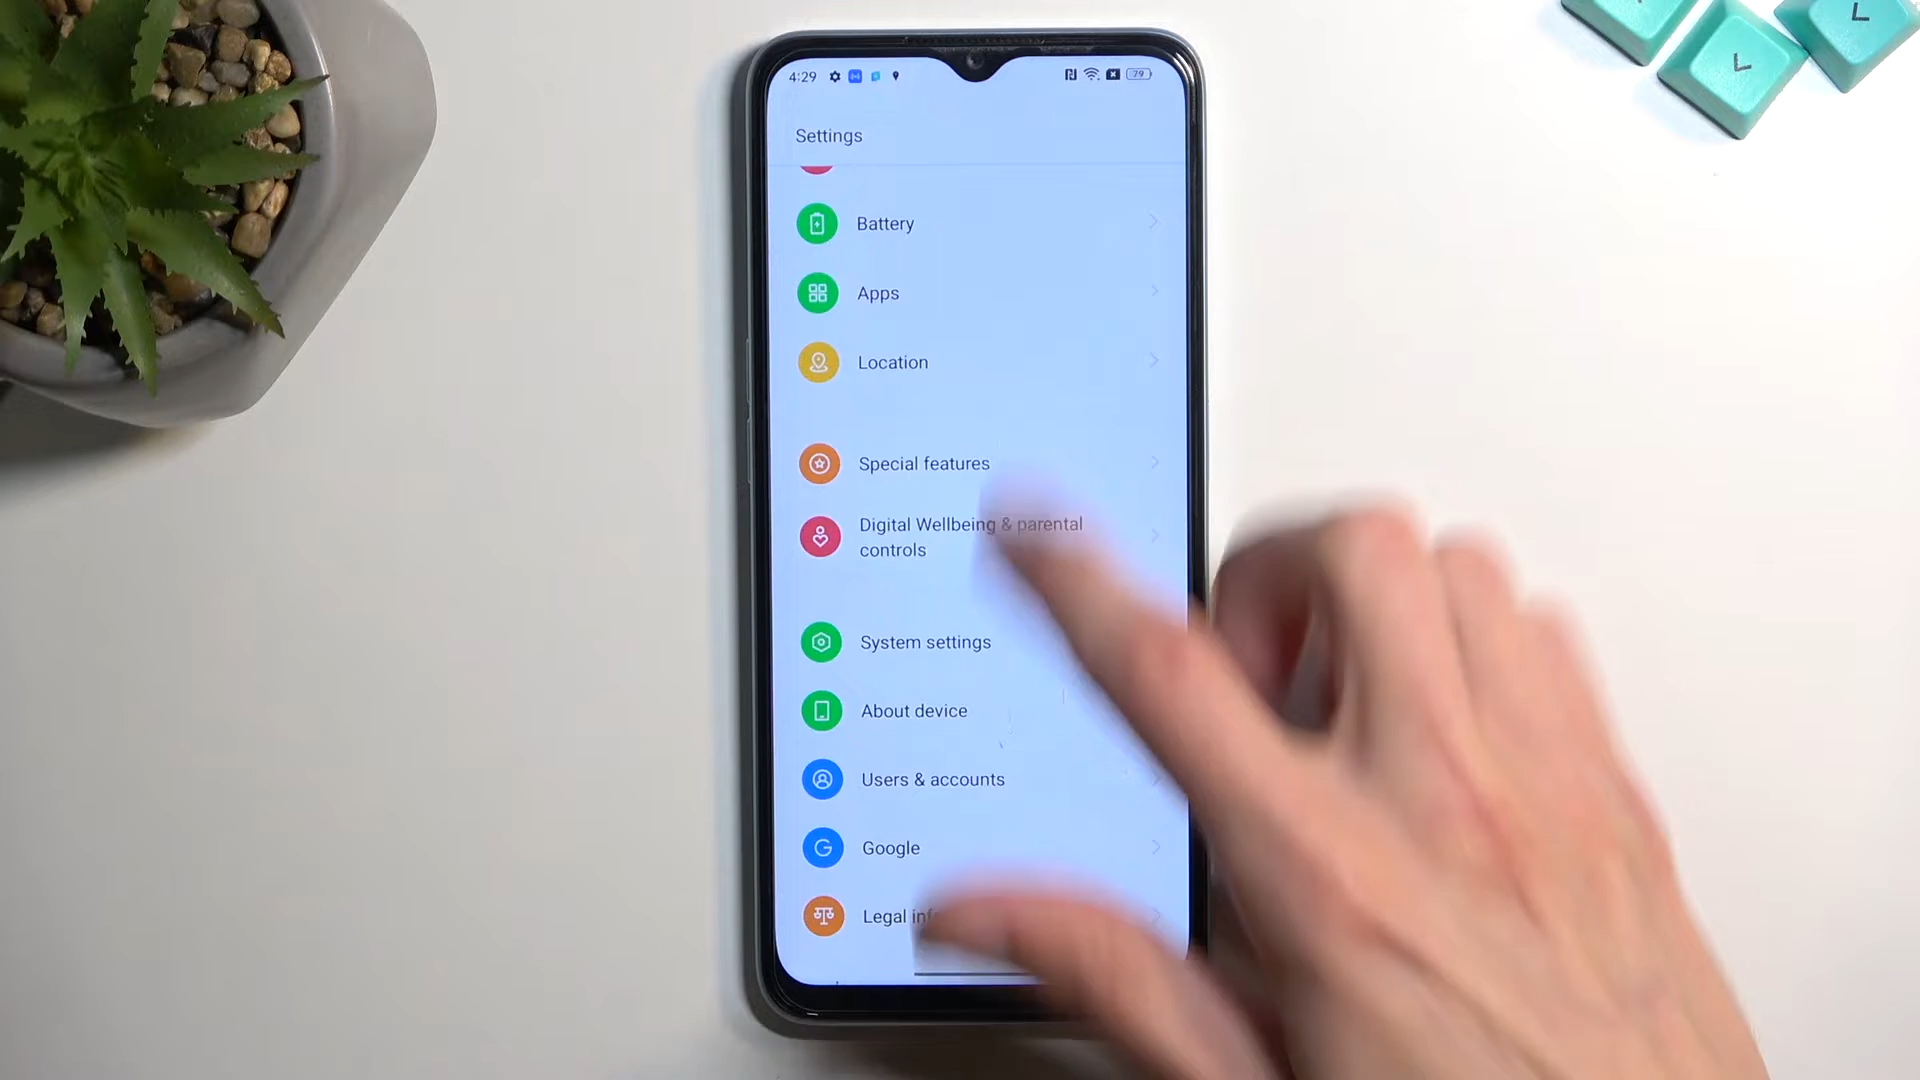 4:29
79
Settings
Battery
Apps
Location
Special features
Digital Wellbeing & parental
controls
System settings
About device
Users & accounts
Google
Legal